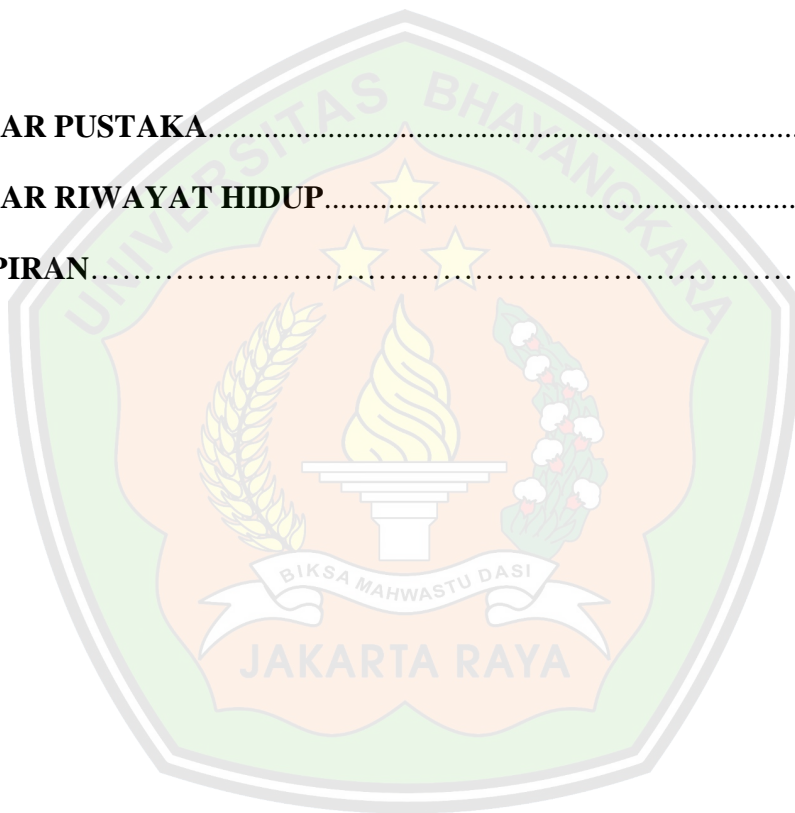 UNIVERSITAS BHAYANGKARA
AR PUSTAKA
AR RIWAYAT HIDUP
PIRAN
BIKSA MAHWASTU DASI
JAKARTA RAYA